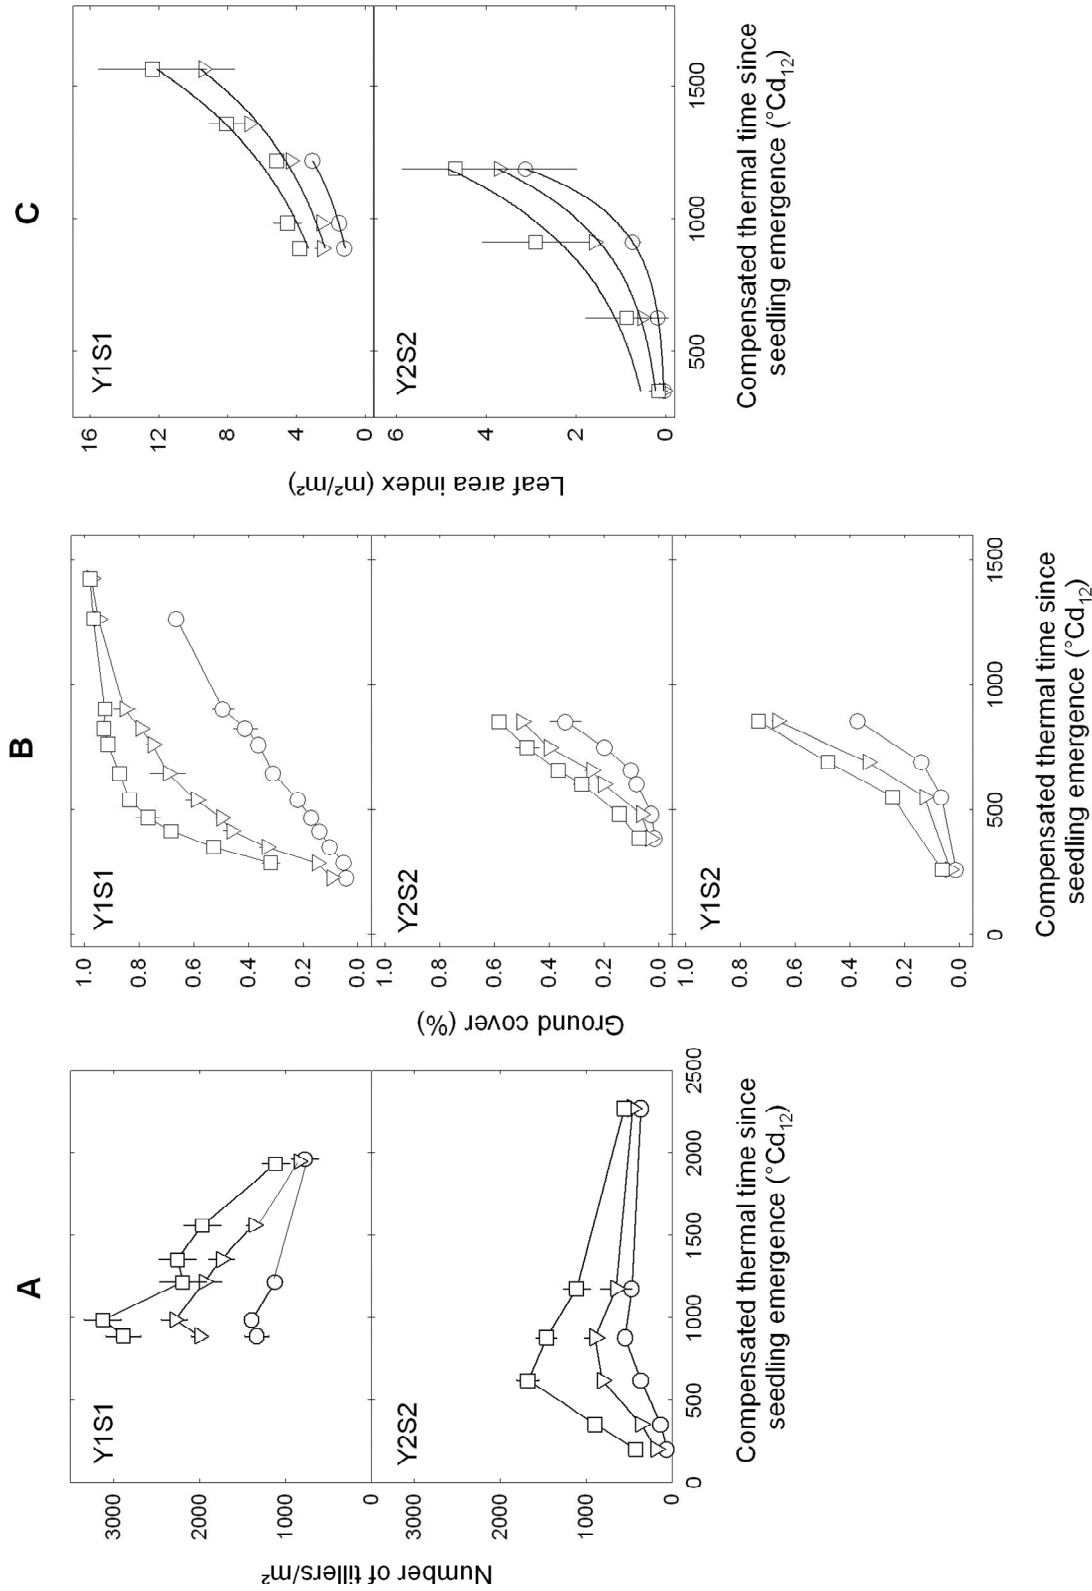 A
Number of tillers/m²
Y1S1
3000
2000
1000
0
Y2S2
3000
2000
1000
0
0 500 1000 1500 2000 2500
Compensated thermal time since
seedling emergence (°Cd₁₂)
B
Ground cover (%)
Y1S1
1.0
0.8
0.6
0.4
0.2
0.0
Y2S2
1.0
0.8
0.6
0.4
0.2
0.0
Y1S2
1.0
0.8
0.6
0.4
0.2
0.0
0 500 1000 1500
Compensated thermal time since
seedling emergence (°Cd₁₂)
C
Leaf area index (m²/m²)
Y1S1
16
12
8
4
0
Y2S2
6
4
2
0
500 1000 1500
Compensated thermal time since
seedling emergence (°Cd₁₂)